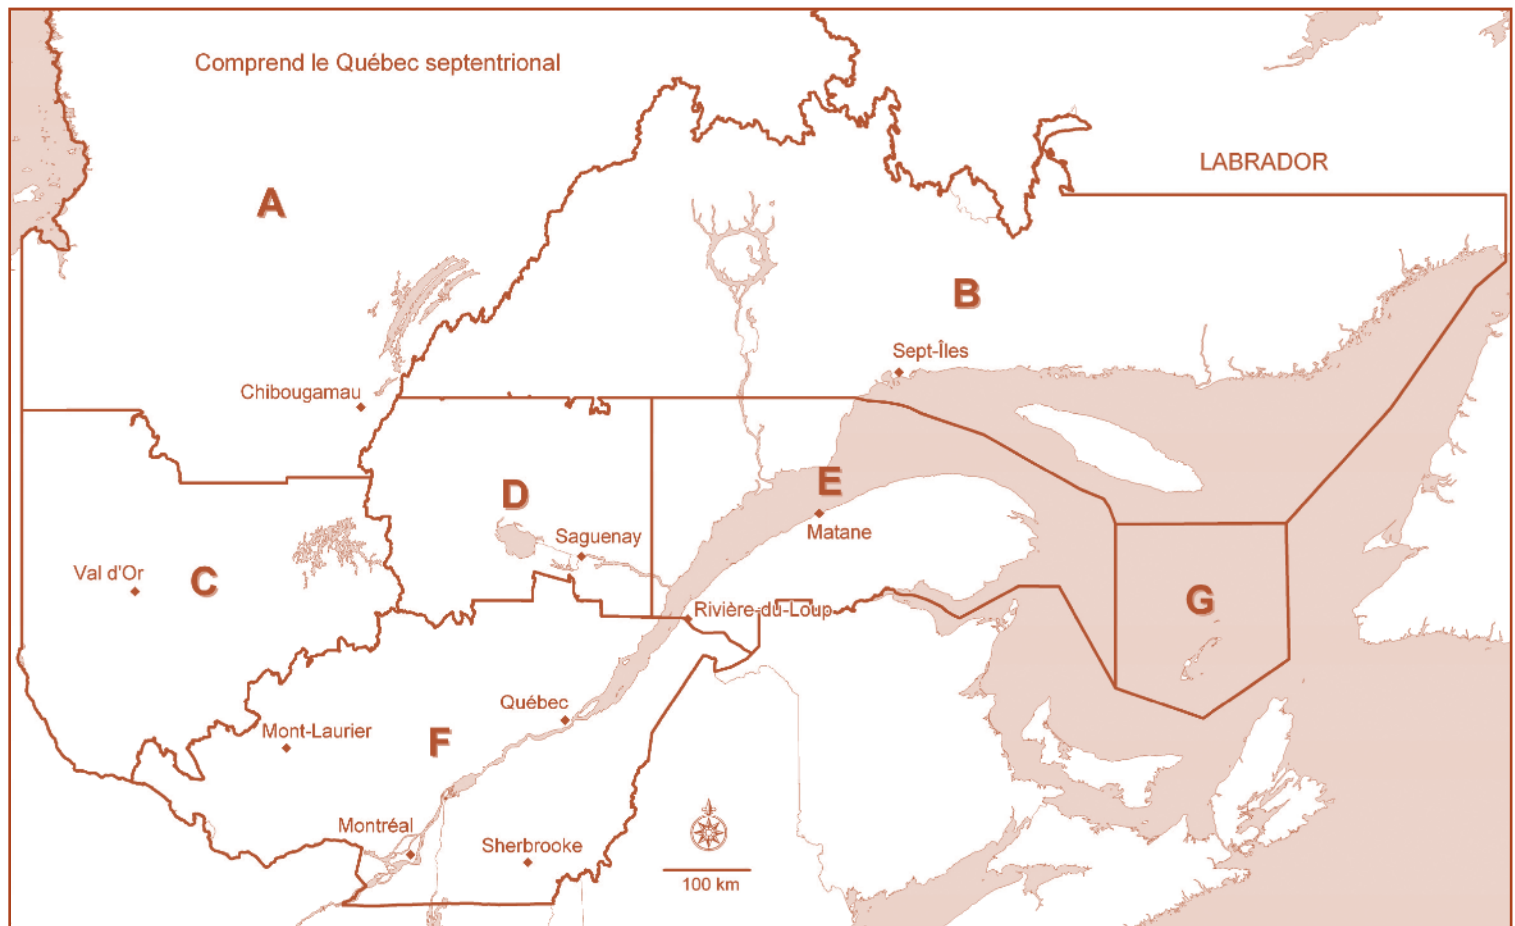 Comprend le Québec septentrional
LABRADOR
A
B
Sept-Îles
Chibougamau
D
E
Saguenay
Matane
Val d'Or
C
G
Rivière-du-Loup
Québec
Mont-Laurier
F
Montréal
Sherbrooke
100 km